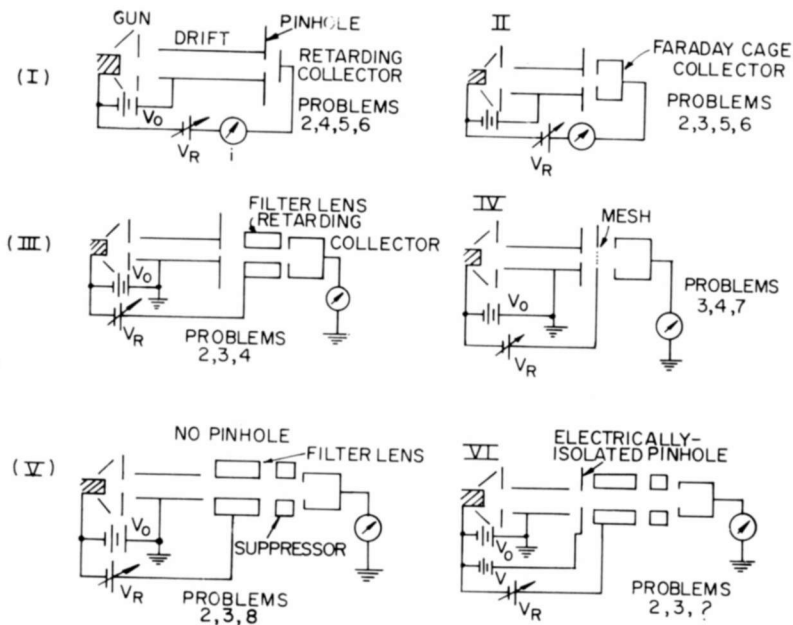 GUN
PINHOLE
DRIFT
RETARDING
COLLECTOR
(I)
PROBLEMS
2,4,5,6
V0
VR
i
II
FARADAY CAGE
COLLECTOR
PROBLEMS
2,3,5,6
VR
(III)
FILTER LENS
RETARDING
COLLECTOR
V0
VR
PROBLEMS
2,3,4
IV
MESH
V0
PROBLEMS
3,4,7
VR
(V)
NO PINHOLE
FILTER LENS
V0
SUPPRESSOR
VR
PROBLEMS
2,3,8
VI
ELECTRICALLY-
ISOLATED PINHOLE
V0
V
VR
PROBLEMS
2,3,?